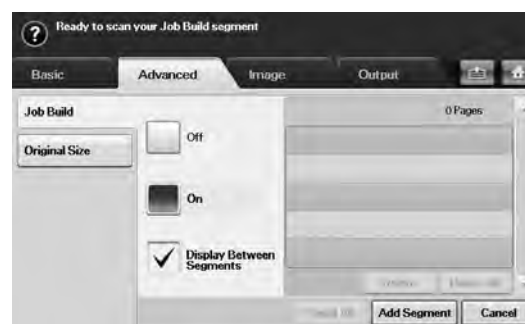 ? Ready to scan your Job Build segment
Basic
Advanced
Image
Output
Job Build
0 Pages
Original Size
Off
On
Display Between
Segments
Add Segment
Cancel